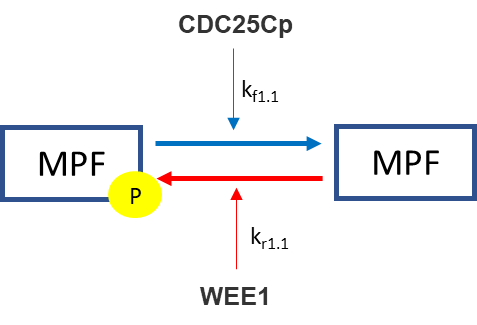 CDC25Cp
kf1.1
MPF
P
MPF
kr1.1
WEE1